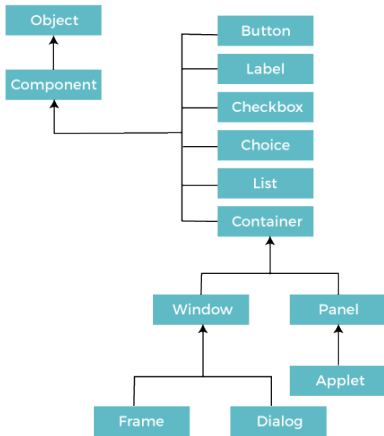 Object
Button
Label
Component
Checkbox
Choice
List
Container
Window
Panel
Applet
Frame
Dialog